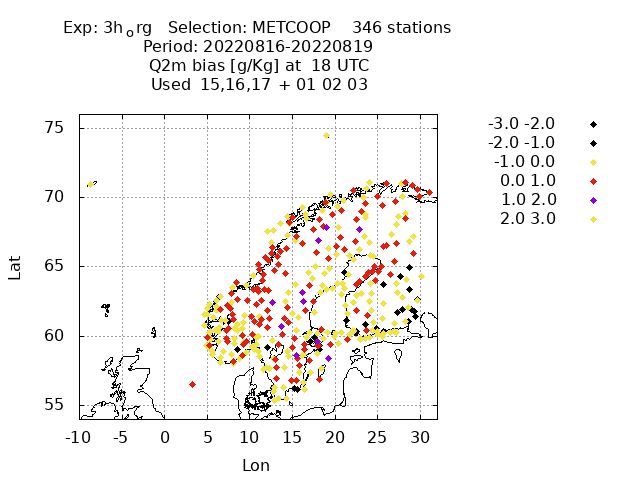 Exp: 3h_org Selection: METCOOP 346 stations
Period: 20220816-20220819
Q2m bias [g/Kg] at 18 UTC
Used 15,16,17 + 01 02 03
-3.0 -2.0
-2.0 -1.0
-1.0 0.0
0.0 1.0
1.0 2.0
2.0 3.0
75
70
65
60
55
Lat
-10 -5 0 5 10 15 20 25 30
Lon